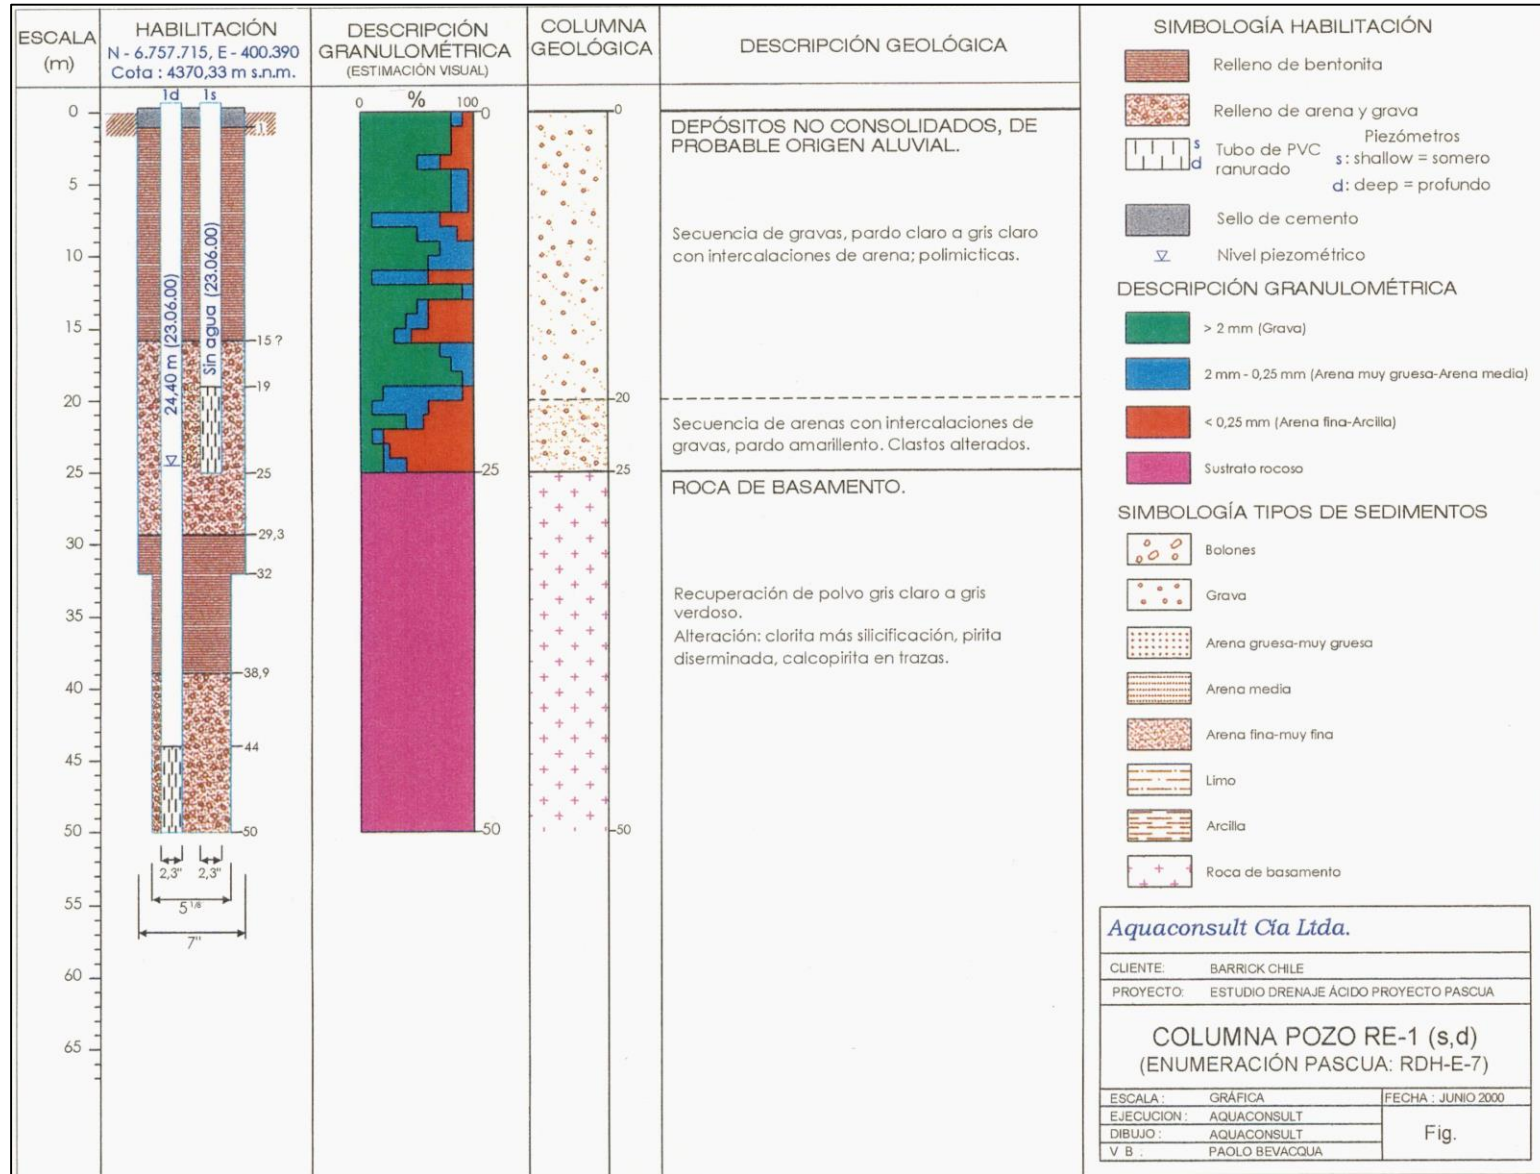 ESCALA
(m)
HABILITACIÓN
N - 6.757.715, E - 400.390
Cota : 4370,33 m s.n.m.
DESCRIPCIÓN
GRANULOMÉTRICA
(ESTIMACIÓN VISUAL)
COLUMNA
GEOLÓGICA
DESCRIPCIÓN GEOLÓGICA
0
5
10
15
20
25
30
35
40
45
50
55
60
65
1d
1s
24,40 m (23.06.00)
Sin agua (23.06.00)
1
15 ?
19
25
29,3
32
38,9
44
50
2,3"
2,3"
5 1/8
7"
0
%
100
0
25
50
0
20
25
50
DEPÓSITOS NO CONSOLIDADOS, DE
PROBABLE ORIGEN ALUVIAL.
Secuencia de gravas, pardo claro a gris claro
con intercalaciones de arena; polimicticas.
Secuencia de arenas con intercalaciones de
gravas, pardo amarillento. Clastos alterados.
ROCA DE BASAMENTO.
Recuperación de polvo gris claro a gris
verdoso.
Alteración: clorita más silicificación, pirita
diserminada, calcopirita en trazas.
SIMBOLOGÍA HABILITACIÓN
Relleno de bentonita
Relleno de arena y grava
s
d
Tubo de PVC
ranurado
Piezómetros
s: shallow = somero
d: deep = profundo
Sello de cemento
Nivel piezométrico
DESCRIPCIÓN GRANULOMÉTRICA
> 2 mm (Grava)
2 mm - 0,25 mm (Arena muy gruesa-Arena media)
< 0,25 mm (Arena fina-Arcilla)
Sustrato rocoso
SIMBOLOGÍA TIPOS DE SEDIMENTOS
Bolones
Grava
Arena gruesa-muy gruesa
Arena media
Arena fina-muy fina
Limo
Arcilla
Roca de basamento
Aquaconsult Cía Ltda.
CLIENTE: BARRICK CHILE
PROYECTO: ESTUDIO DRENAJE ÁCIDO PROYECTO PASCUA
COLUMNA POZO RE-1 (s,d)
(ENUMERACIÓN PASCUA: RDH-E-7)
ESCALA : GRÁFICA
FECHA : JUNIO 2000
EJECUCION : AQUACONSULT
DIBUJO : AQUACONSULT
Fig.
V B : PAOLO BEVACQUA